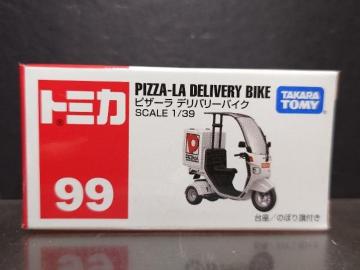 トミカ
99
PIZZA-LA DELIVERY BIKE
ピザーラ デリバリーバイク
SCALE 1/39
TAKARA
TOMY
台座/のぼり旗付き